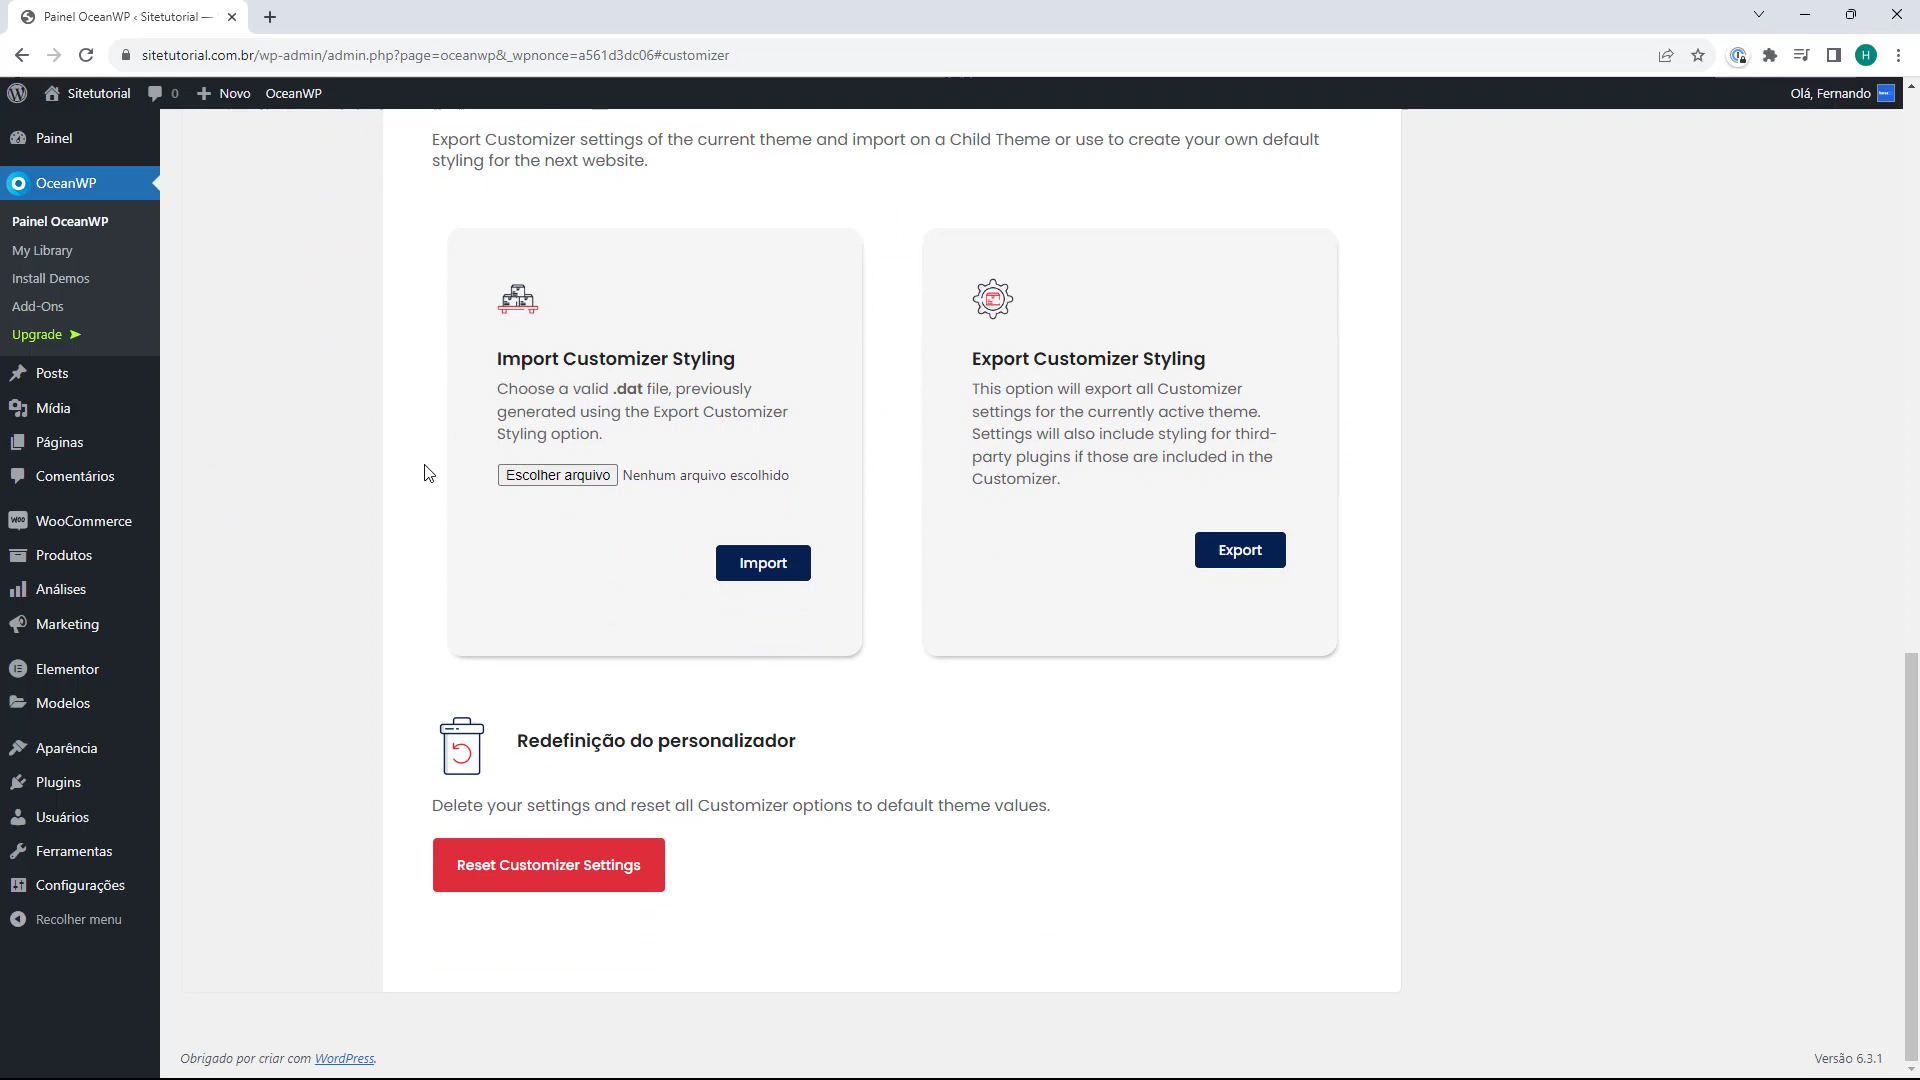 Painel OceanWP ‹ Sitetutorial —
sitetutorial.com.br/wp-admin/admin.php?page=oceanwp&_wpnonce=a561d3dc06#customizer
H
Sitetutorial
0
Novo
OceanWP
Olá, Fernando
Painel
OceanWP
Painel OceanWP
My Library
Install Demos
Add-Ons
Upgrade ➤
Posts
Mídia
Páginas
Comentários
WooCommerce
Produtos
Análises
Marketing
Elementor
Modelos
Aparência
Plugins
Usuários
Ferramentas
Configurações
Recolher menu
Export Customizer settings of the current theme and import on a Child Theme or use to create your own default
styling for the next website.
Import Customizer Styling
Choose a valid .dat file, previously
generated using the Export Customizer
Styling option.
Escolher arquivo Nenhum arquivo escolhido
Import
Export Customizer Styling
This option will export all Customizer
settings for the currently active theme.
Settings will also include styling for third-
party plugins if those are included in the
Customizer.
Export
Redefinição do personalizador
Delete your settings and reset all Customizer options to default theme values.
Reset Customizer Settings
Obrigado por criar com WordPress.
Versão 6.3.1